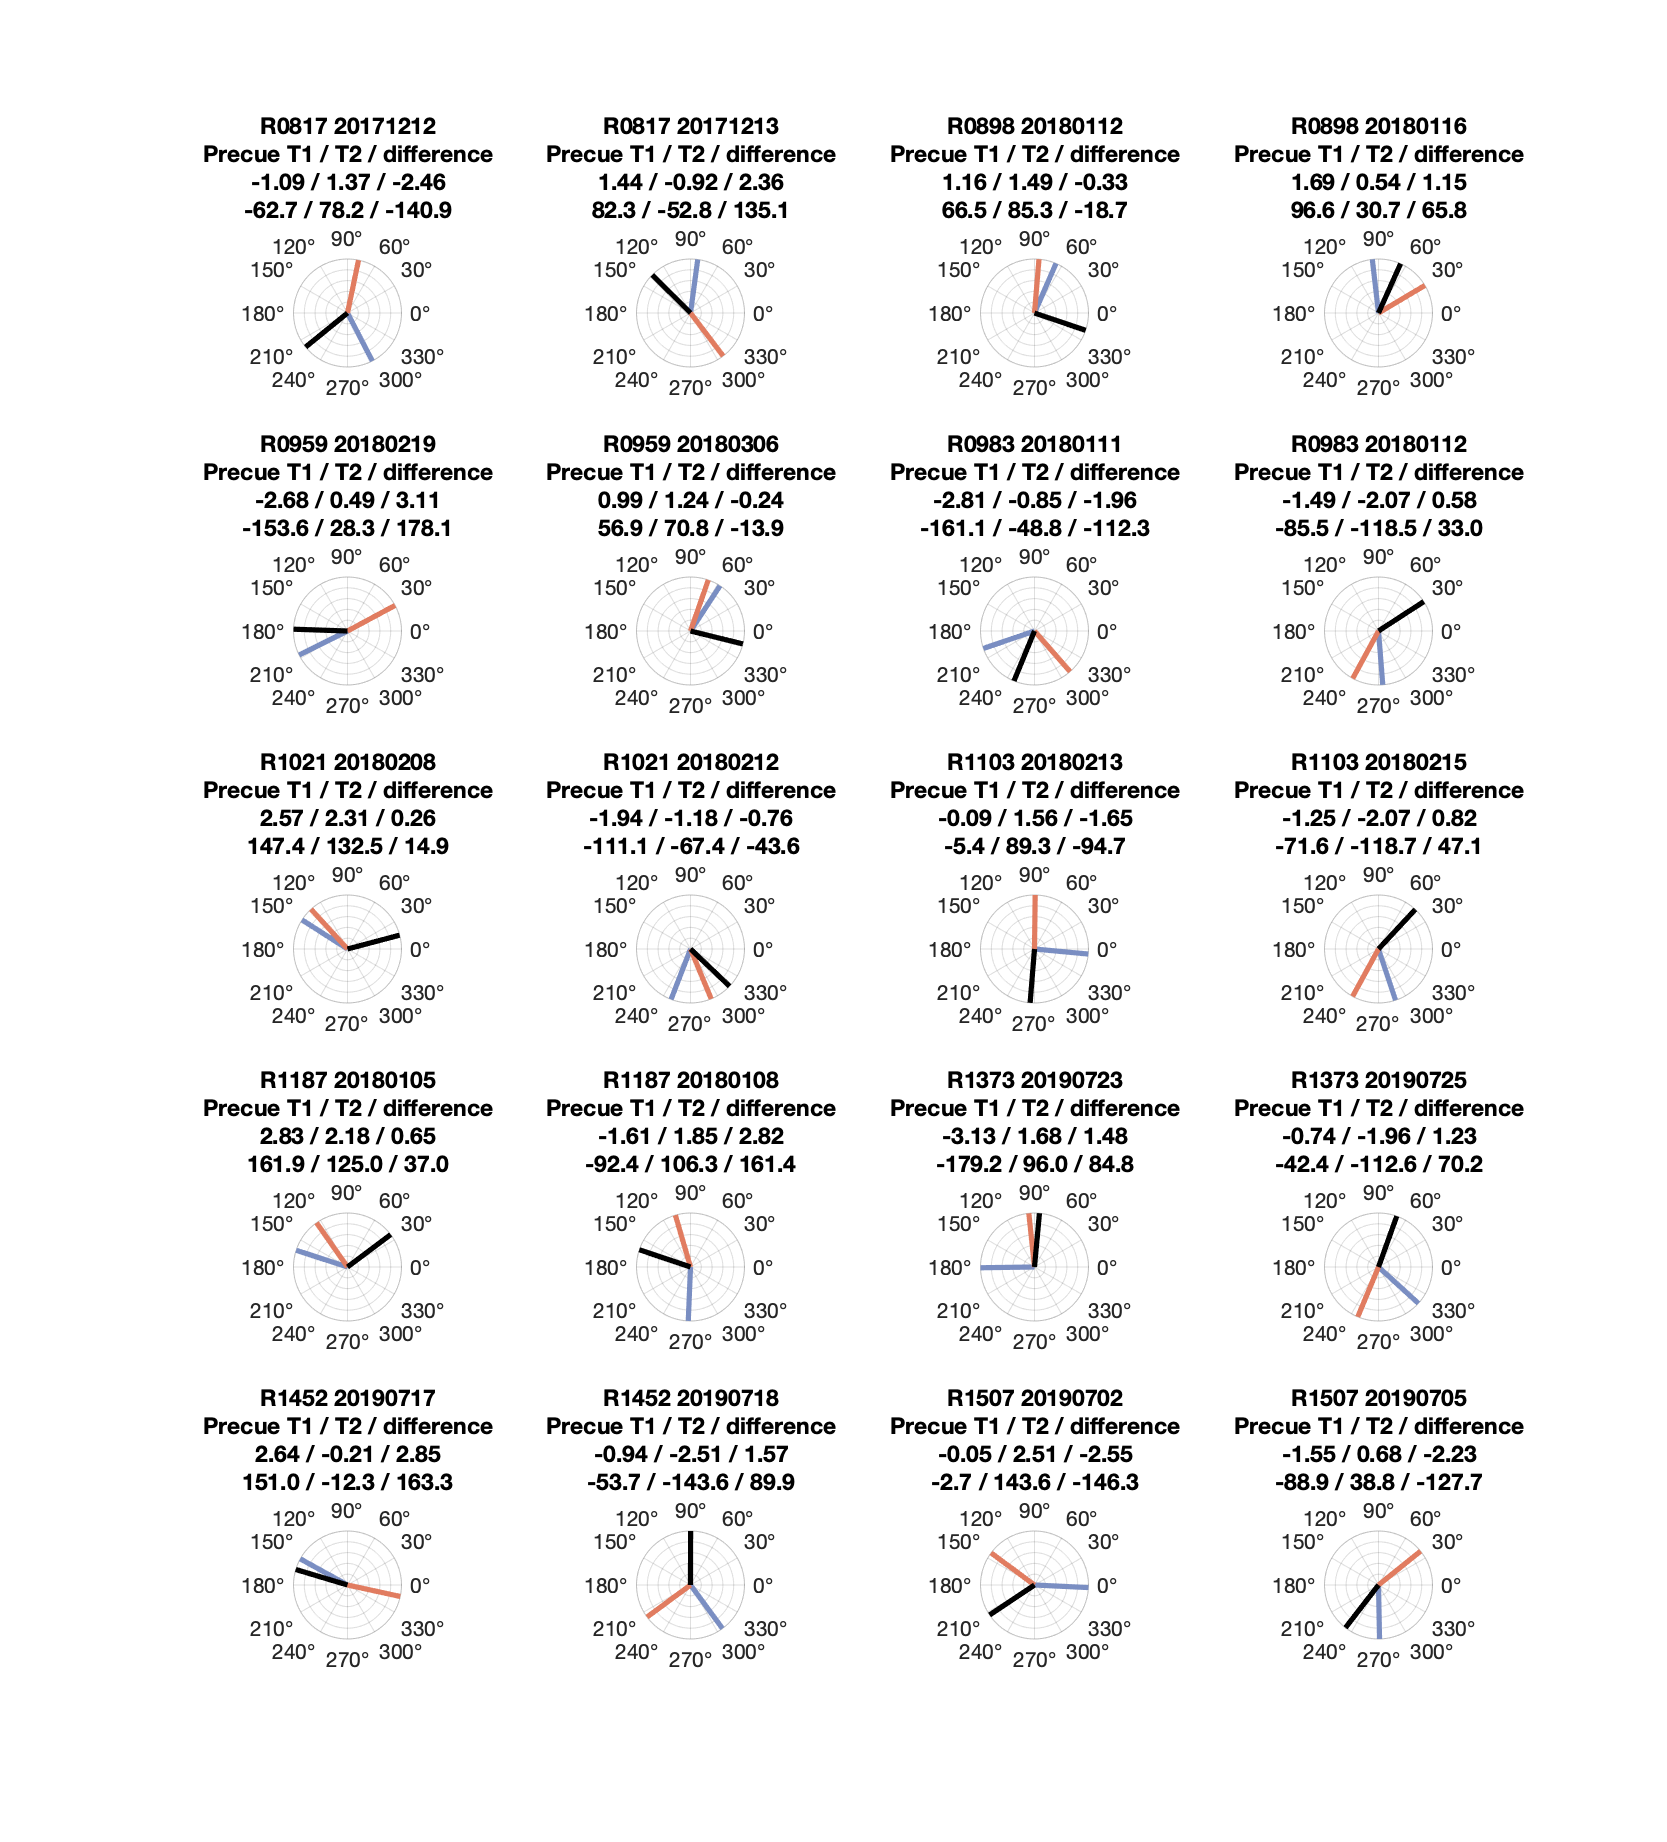 R0817 20171212
Precue T1 / T2 / difference
-1.09 / 1.37 / -2.46
-62.7 / 78.2 / -140.9
90°
120° 60°
150° 30°
180° 0°
210° 330°
240° 300°
270°
R0817 20171213
Precue T1 / T2 / difference
1.44 / -0.92 / 2.36
82.3 / -52.8 / 135.1
90°
120° 60°
150° 30°
180° 0°
210° 330°
240° 300°
270°
R0898 20180112
Precue T1 / T2 / difference
1.16 / 1.49 / -0.33
66.5 / 85.3 / -18.7
90°
120° 60°
150° 30°
180° 0°
210° 330°
240° 300°
270°
R0898 20180116
Precue T1 / T2 / difference
1.69 / 0.54 / 1.15
96.6 / 30.7 / 65.8
90°
120° 60°
150° 30°
180° 0°
210° 330°
240° 300°
270°
R0959 20180219
Precue T1 / T2 / difference
-2.68 / 0.49 / 3.11
-153.6 / 28.3 / 178.1
90°
120° 60°
150° 30°
180° 0°
210° 330°
240° 300°
270°
R0959 20180306
Precue T1 / T2 / difference
0.99 / 1.24 / -0.24
56.9 / 70.8 / -13.9
90°
120° 60°
150° 30°
180° 0°
210° 330°
240° 300°
270°
R0983 20180111
Precue T1 / T2 / difference
-2.81 / -0.85 / -1.96
-161.1 / -48.8 / -112.3
90°
120° 60°
150° 30°
180° 0°
210° 330°
240° 300°
270°
R0983 20180112
Precue T1 / T2 / difference
-1.49 / -2.07 / 0.58
-85.5 / -118.5 / 33.0
90°
120° 60°
150° 30°
180° 0°
210° 330°
240° 300°
270°
R1021 20180208
Precue T1 / T2 / difference
2.57 / 2.31 / 0.26
147.4 / 132.5 / 14.9
90°
120° 60°
150° 30°
180° 0°
210° 330°
240° 300°
270°
R1021 20180212
Precue T1 / T2 / difference
-1.94 / -1.18 / -0.76
-111.1 / -67.4 / -43.6
90°
120° 60°
150° 30°
180° 0°
210° 330°
240° 300°
270°
R1103 20180213
Precue T1 / T2 / difference
-0.09 / 1.56 / -1.65
-5.4 / 89.3 / -94.7
90°
120° 60°
150° 30°
180° 0°
210° 330°
240° 300°
270°
R1103 20180215
Precue T1 / T2 / difference
-1.25 / -2.07 / 0.82
-71.6 / -118.7 / 47.1
90°
120° 60°
150° 30°
180° 0°
210° 330°
240° 300°
270°
R1187 20180105
Precue T1 / T2 / difference
2.83 / 2.18 / 0.65
161.9 / 125.0 / 37.0
90°
120° 60°
150° 30°
180° 0°
210° 330°
240° 300°
270°
R1187 20180108
Precue T1 / T2 / difference
-1.61 / 1.85 / 2.82
-92.4 / 106.3 / 161.4
90°
120° 60°
150° 30°
180° 0°
210° 330°
240° 300°
270°
R1373 20190723
Precue T1 / T2 / difference
-3.13 / 1.68 / 1.48
-179.2 / 96.0 / 84.8
90°
120° 60°
150° 30°
180° 0°
210° 330°
240° 300°
270°
R1373 20190725
Precue T1 / T2 / difference
-0.74 / -1.96 / 1.23
-42.4 / -112.6 / 70.2
90°
120° 60°
150° 30°
180° 0°
210° 330°
240° 300°
270°
R1452 20190717
Precue T1 / T2 / difference
2.64 / -0.21 / 2.85
151.0 / -12.3 / 163.3
90°
120° 60°
150° 30°
180° 0°
210° 330°
240° 300°
270°
R1452 20190718
Precue T1 / T2 / difference
-0.94 / -2.51 / 1.57
-53.7 / -143.6 / 89.9
90°
120° 60°
150° 30°
180° 0°
210° 330°
240° 300°
270°
R1507 20190702
Precue T1 / T2 / difference
-0.05 / 2.51 / -2.55
-2.7 / 143.6 / -146.3
90°
120° 60°
150° 30°
180° 0°
210° 330°
240° 300°
270°
R1507 20190705
Precue T1 / T2 / difference
-1.55 / 0.68 / -2.23
-88.9 / 38.8 / -127.7
90°
120° 60°
150° 30°
180° 0°
210° 330°
240° 300°
270°